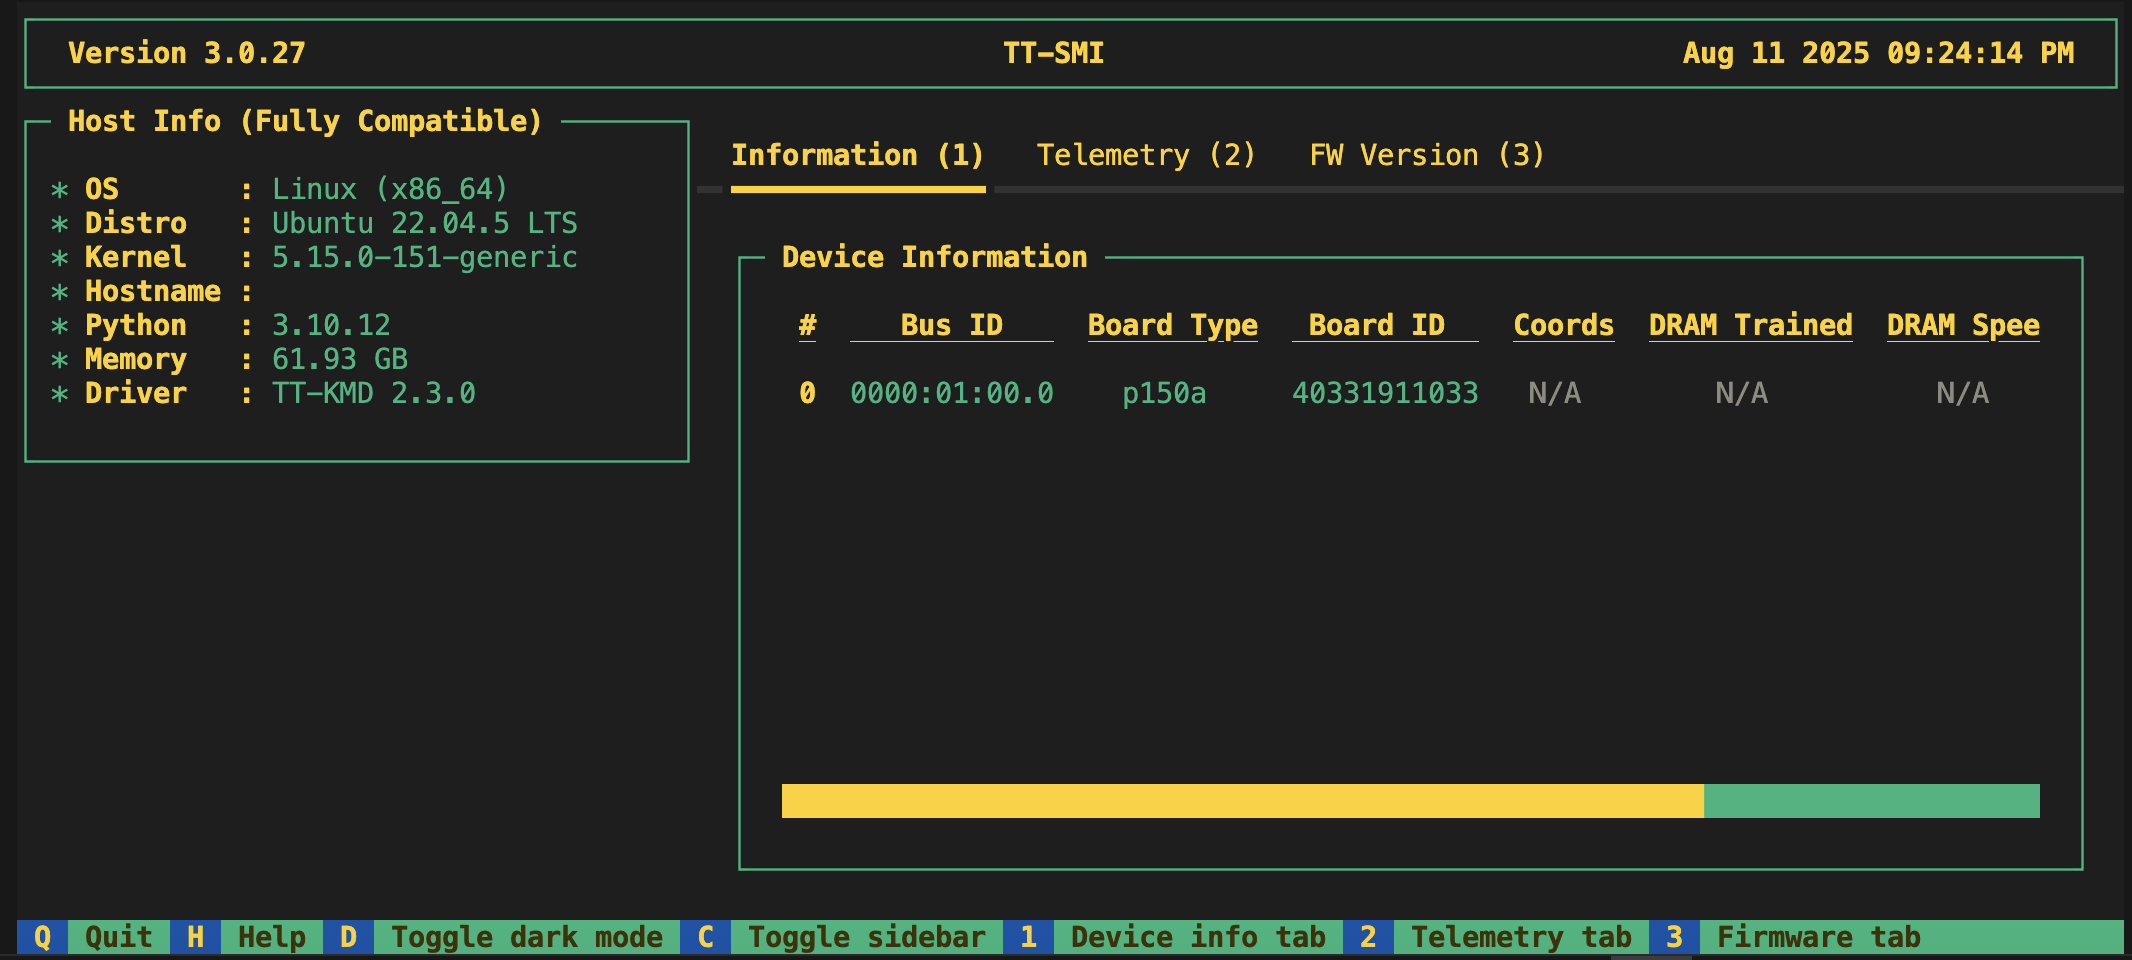 Version 3.0.27 TT-SMI Aug 11 2025 09:24:14 PM
Host Info (Fully Compatible)
* OS : Linux (x86_64)
* Distro : Ubuntu 22.04.5 LTS
* Kernel : 5.15.0-151-generic
* Hostname :
* Python : 3.10.12
* Memory : 61.93 GB
* Driver : TT-KMD 2.3.0
Information (1) Telemetry (2) FW Version (3)
Device Information
# Bus ID Board Type Board ID Coords DRAM Trained DRAM Spee
0 0000:01:00.0 p150a 40331911033 N/A N/A N/A
Q Quit H Help D Toggle dark mode C Toggle sidebar 1 Device info tab 2 Telemetry tab 3 Firmware tab